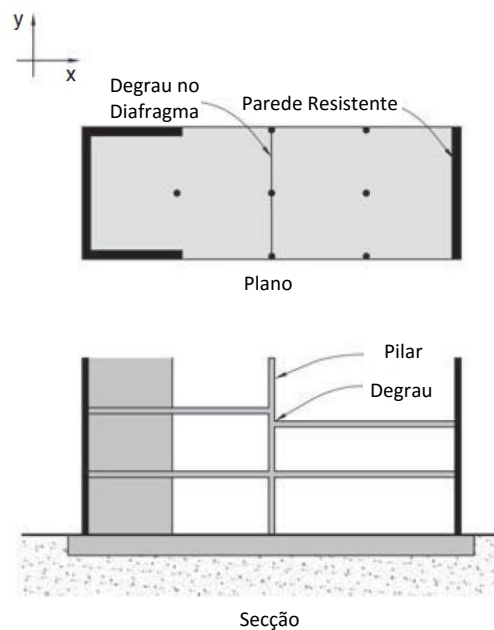 y
x
Degrau no
Diafragma
Parede Resistente
Plano
Pilar
Degrau
Secção